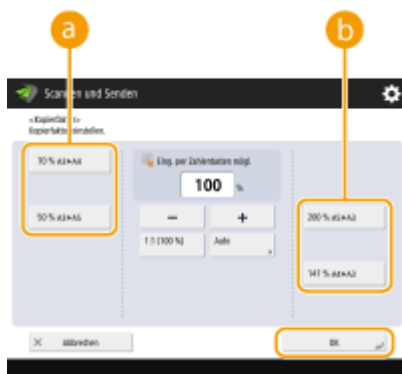 a
b
Scannen und Senden
<Kopierfaktor>
Kopierfaktor einstellen.
70 % A3►A4
Eing. per Zahlentasten mögl.
100 %
50 % A3►A5
−
+
200 % A5►A3
1:1 (100 %)
Auto
141 % A4►A3
Abbrechen
OK